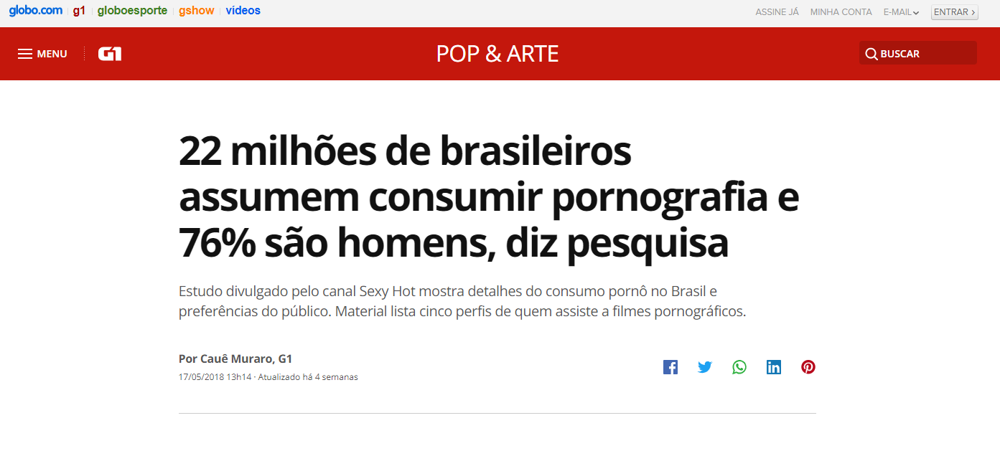 globo.com g1 globoesporte gshow vídeos ASSINE JÁ MINHA CONTA E-MAIL ENTRAR ›
MENU G1 POP & ARTE BUSCAR
22 milhões de brasileiros
assumem consumir pornografia e
76% são homens, diz pesquisa
Estudo divulgado pelo canal Sexy Hot mostra detalhes do consumo pornô no Brasil e
preferências do público. Material lista cinco perfis de quem assiste a filmes pornográficos.
Por Cauê Muraro, G1
17/05/2018 13h14 · Atualizado há 4 semanas